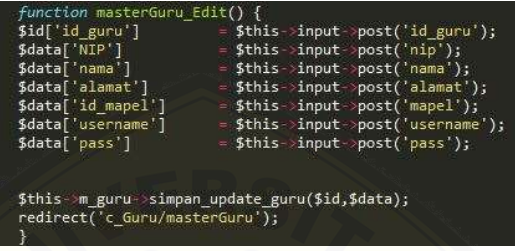 function masterGuru_Edit() {
$id['id_guru'] = $this->input->post('id_guru');
$data['NIP'] = $this->input->post('nip');
$data['nama'] = $this->input->post('nama');
$data['alamat'] = $this->input->post('alamat');
$data['id_mapel'] = $this->input->post('mapel');
$data['username'] = $this->input->post('username');
$data['pass'] = $this->input->post('pass');
$this->m_guru->simpan_update_guru($id,$data);
redirect('c_Guru/masterGuru');
}